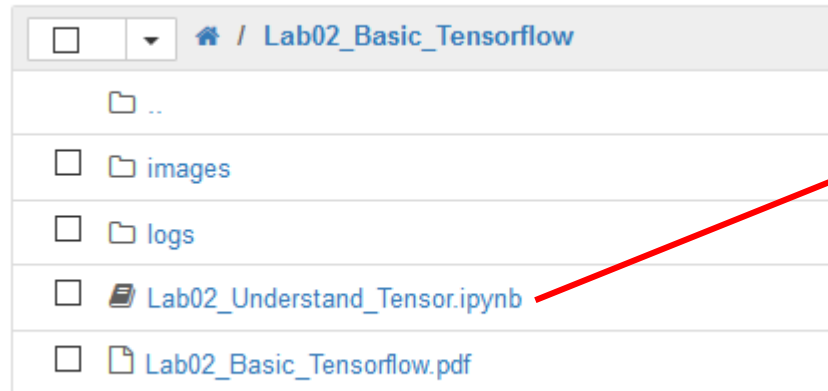 / Lab02_Basic_Tensorflow
..
images
logs
Lab02_Understand_Tensor.ipynb
Lab02_Basic_Tensorflow.pdf